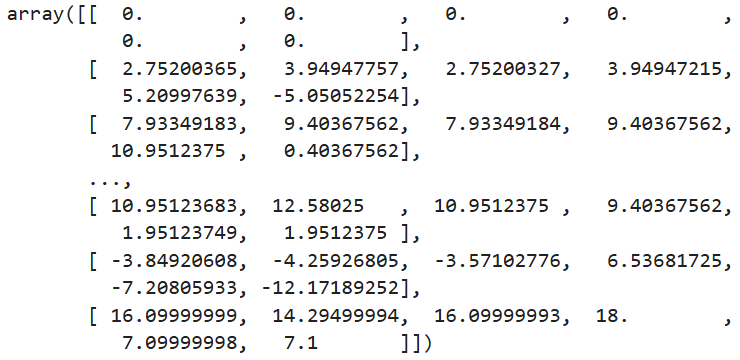 array([[  0.        ,   0.        ,   0.        ,   0.        ,
          0.        ,   0.        ],
       [  2.75200365,   3.94947757,   2.75200327,   3.94947215,
          5.20997639,  -5.05052254],
       [  7.93349183,   9.40367562,   7.93349184,   9.40367562,
         10.9512375 ,   0.40367562],
       ...,
       [ 10.95123683,  12.58025   ,  10.9512375 ,   9.40367562,
          1.95123749,   1.9512375 ],
       [ -3.84920608,  -4.25926805,  -3.57102776,   6.53681725,
         -7.20805933, -12.17189252],
       [ 16.09999999,  14.29499994,  16.09999993,  18.        ,
          7.09999998,   7.1       ]])